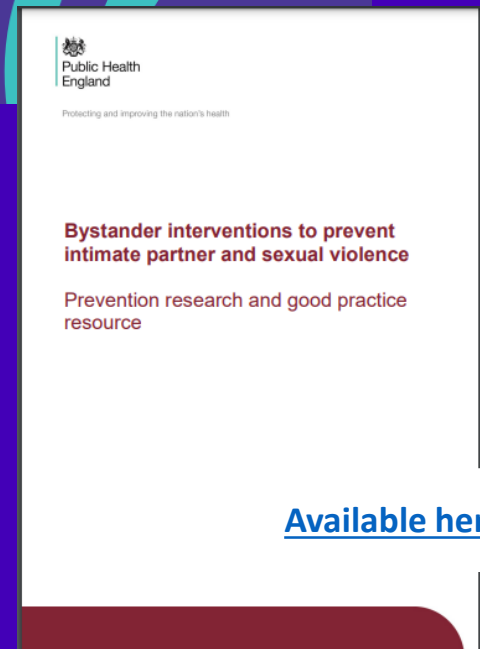 Public Health
England
Protecting and improving the nation's health
Bystander interventions to prevent
intimate partner and sexual violence
Prevention research and good practice
resource
Available her